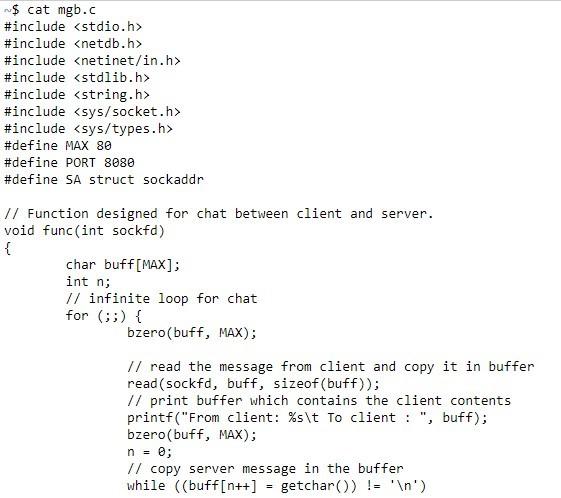 ~$ cat mgb.c
#include <stdio.h>
#include <netdb.h>
#include <netinet/in.h>
#include <stdlib.h>
#include <string.h>
#include <sys/socket.h>
#include <sys/types.h>
#define MAX 80
#define PORT 8080
#define SA struct sockaddr

// Function designed for chat between client and server.
void func(int sockfd)
{
        char buff[MAX];
        int n;
        // infinite loop for chat
        for (;;) {
                bzero(buff, MAX);

                // read the message from client and copy it in buffer
                read(sockfd, buff, sizeof(buff));
                // print buffer which contains the client contents
                printf("From client: %s\t To client : ", buff);
                bzero(buff, MAX);
                n = 0;
                // copy server message in the buffer
                while ((buff[n++] = getchar()) != '\n')